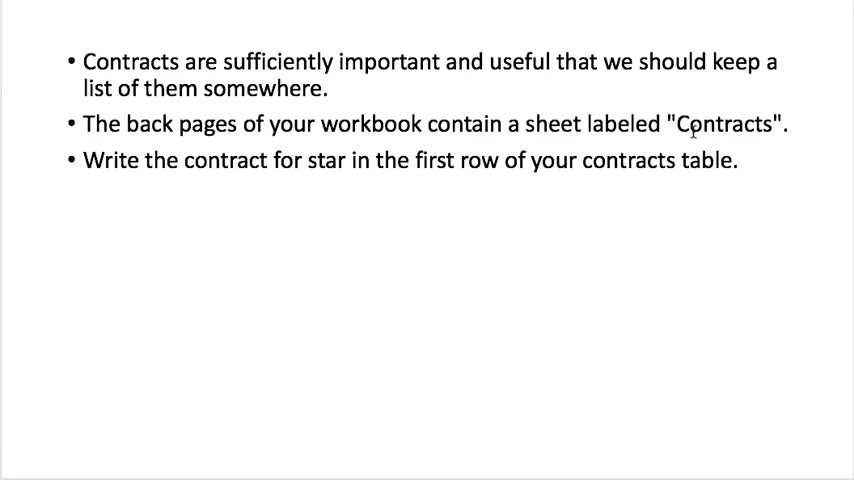 • Contracts are sufficiently important and useful that we should keep a
list of them somewhere.
• The back pages of your workbook contain a sheet labeled "Contracts".
• Write the contract for star in the first row of your contracts table.